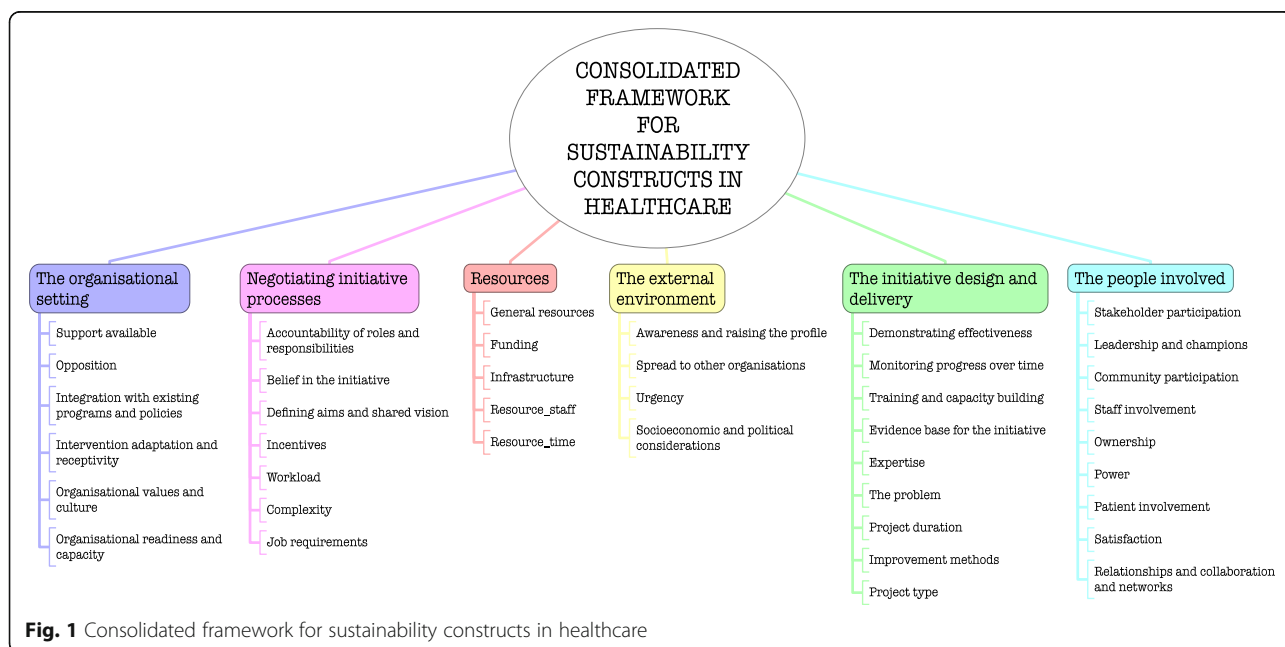 CONSOLIDATED
FRAMEWORK
FOR
SUSTAINABILITY
CONSTRUCTS IN
HEALTHCARE
The organisational
setting
Support available
Opposition
Integration with existing
programs and policies
Intervention adaptation and
receptivity
Organisational values and
culture
Organisational readiness and
capacity
Negotiating initiative
processes
Accountability of roles and
responsibilities
Belief in the initiative
Defining aims and shared vision
Incentives
Workload
Complexity
Job requirements
Resources
General resources
Funding
Infrastructure
Resource_staff
Resource_time
The external
environment
Awareness and raising the profile
Spread to other organisations
Urgency
Socioeconomic and political
considerations
The initiative design and
delivery
Demonstrating effectiveness
Monitoring progress over time
Training and capacity building
Evidence base for the initiative
Expertise
The problem
Project duration
Improvement methods
Project type
The people involved
Stakeholder participation
Leadership and champions
Community participation
Staff involvement
Ownership
Power
Patient involvement
Satisfaction
Relationships and collaboration
and networks
Fig. 1 Consolidated framework for sustainability constructs in healthcare